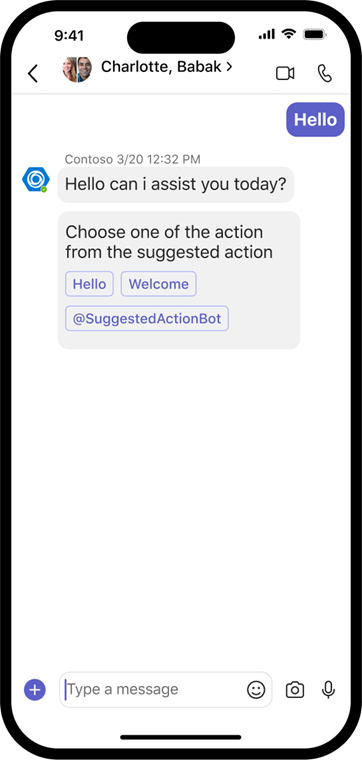 9:41
Charlotte, Babak
Hello
Contoso 3/20 12:32 PM
Hello can i assist you today?
Choose one of the action
from the suggested action
Hello Welcome
@SuggestedActionBot
Type a message